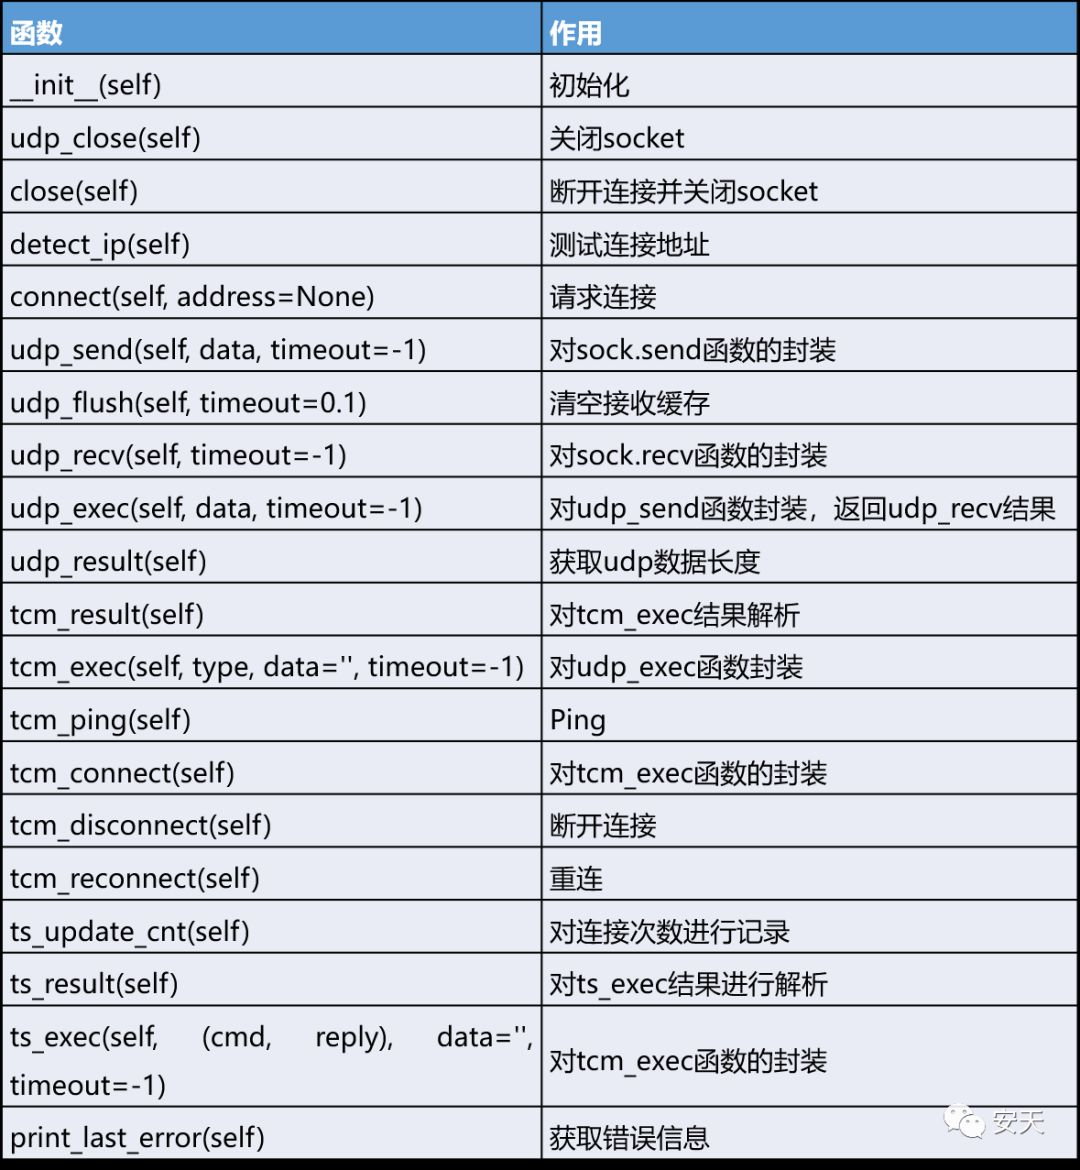 函数 作用
__init__(self) 初始化
udp_close(self) 关闭socket
close(self) 断开连接并关闭socket
detect_ip(self) 测试连接地址
connect(self, address=None) 请求连接
udp_send(self, data, timeout=-1) 对sock.send函数的封装
udp_flush(self, timeout=0.1) 清空接收缓存
udp_recv(self, timeout=-1) 对sock.recv函数的封装
udp_exec(self, data, timeout=-1) 对udp_send函数封装，返回udp_recv结果
udp_result(self) 获取udp数据长度
tcm_result(self) 对tcm_exec结果解析
tcm_exec(self, type, data='', timeout=-1) 对udp_exec函数封装
tcm_ping(self) Ping
tcm_connect(self) 对tcm_exec函数的封装
tcm_disconnect(self) 断开连接
tcm_reconnect(self) 重连
ts_update_cnt(self) 对连接次数进行记录
ts_result(self) 对ts_exec结果进行解析
ts_exec(self, (cmd, reply), data='',
timeout=-1) 对tcm_exec函数的封装
print_last_error(self) 获取错误信息
安天